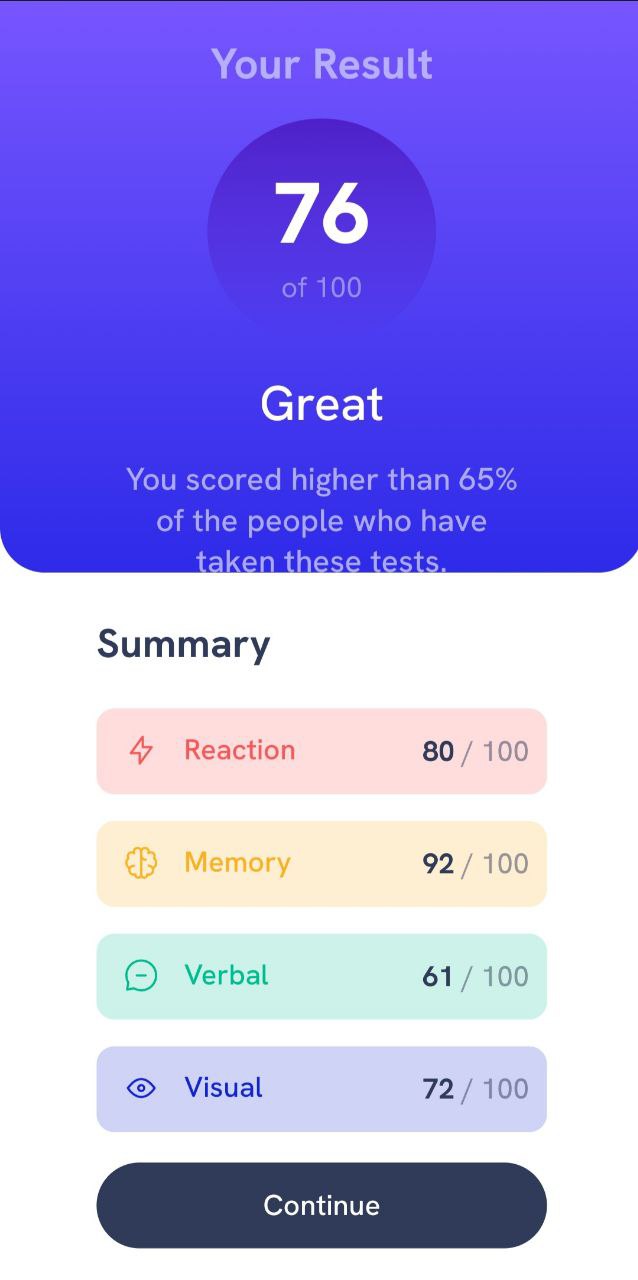 Your Result
76
of 100
Great
You scored higher than 65%
of the people who have
taken these tests.
Summary
Reaction 80 / 100
Memory 92 / 100
Verbal 61 / 100
Visual 72 / 100
Continue